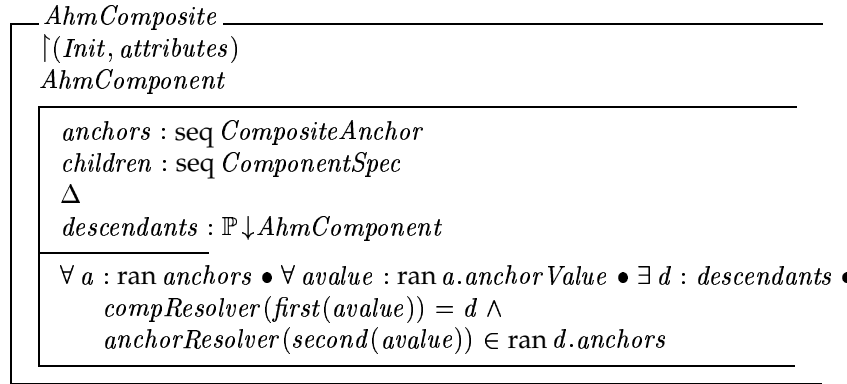 AhmComposite
↾(Init, attributes)
AhmComponent
anchors : seq CompositeAnchor
children : seq ComponentSpec
Δ
descendants : ℙ↓AhmComponent
∀ a : ran anchors • ∀ avalue : ran a.anchorValue • ∃ d : descendants •
compResolver(first(avalue)) = d ∧
anchorResolver(second(avalue)) ∈ ran d.anchors